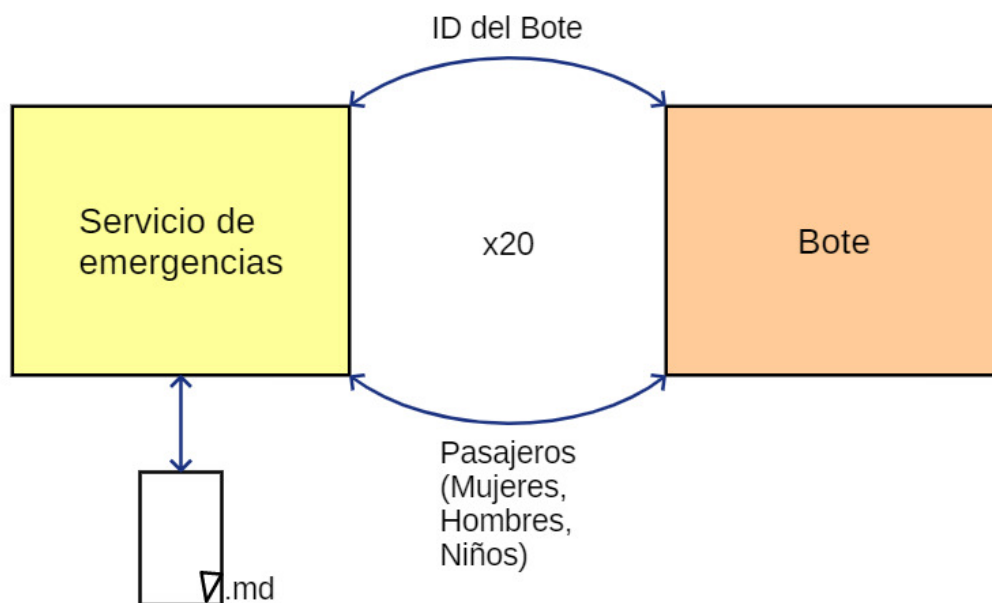 ID del Bote
Servicio de
emergencias
x20
Bote
Pasajeros
(Mujeres,
Hombres,
Niños)
.md